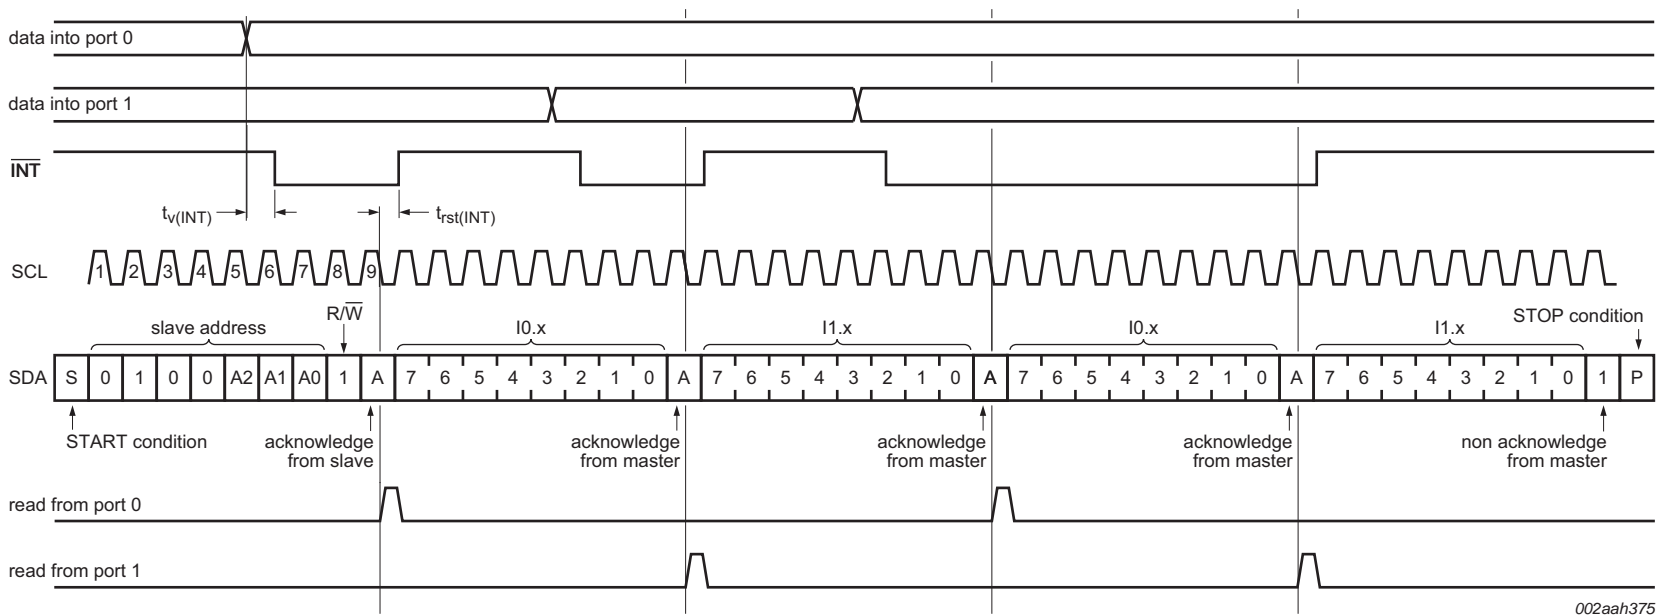 data into port 0
data into port 1
INT
tv(INT)
trst(INT)
SCL
1 2 3 4 5 6 7 8 9
R/W
slave address
I0.x
I1.x
I0.x
I1.x
STOP condition
SDA S 0 1 0 0 A2 A1 A0 1 A 7 6 5 4 3 2 1 0 A 7 6 5 4 3 2 1 0 A 7 6 5 4 3 2 1 0 A 7 6 5 4 3 2 1 0 1 P
START condition
acknowledge
from slave
acknowledge
from master
acknowledge
from master
acknowledge
from master
non acknowledge
from master
read from port 0
read from port 1
002aah375